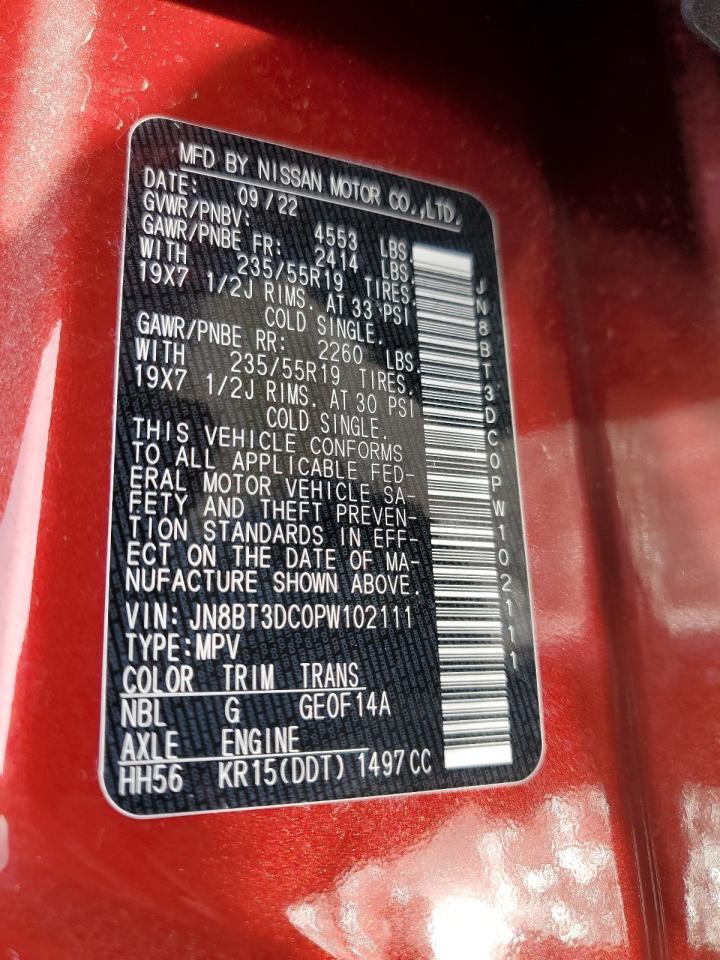 MFD BY NISSAN MOTOR CO.,LTD.
DATE: 09/22
GVWR/PNBV: 4553 LBS.
GAWR/PNBE FR: 2414 LBS.
WITH 235/55R19 TIRES,
19X7 1/2J RIMS. AT 33 PSI
COLD SINGLE.
GAWR/PNBE RR: 2260 LBS.
WITH 235/55R19 TIRES,
19X7 1/2J RIMS. AT 30 PSI
COLD SINGLE.
THIS VEHICLE CONFORMS
TO ALL APPLICABLE FED-
ERAL MOTOR VEHICLE SA-
FETY AND THEFT PREVEN-
TION STANDARDS IN EFF-
ECT ON THE DATE OF MA-
NUFACTURE SHOWN ABOVE.
VIN: JN8BT3DC0PW102111
TYPE:MPV
COLOR TRIM TRANS
NBL G GE0F14A
AXLE ENGINE
HH56 KR15(DDT) 1497CC
JN8BT3DC0PW102111